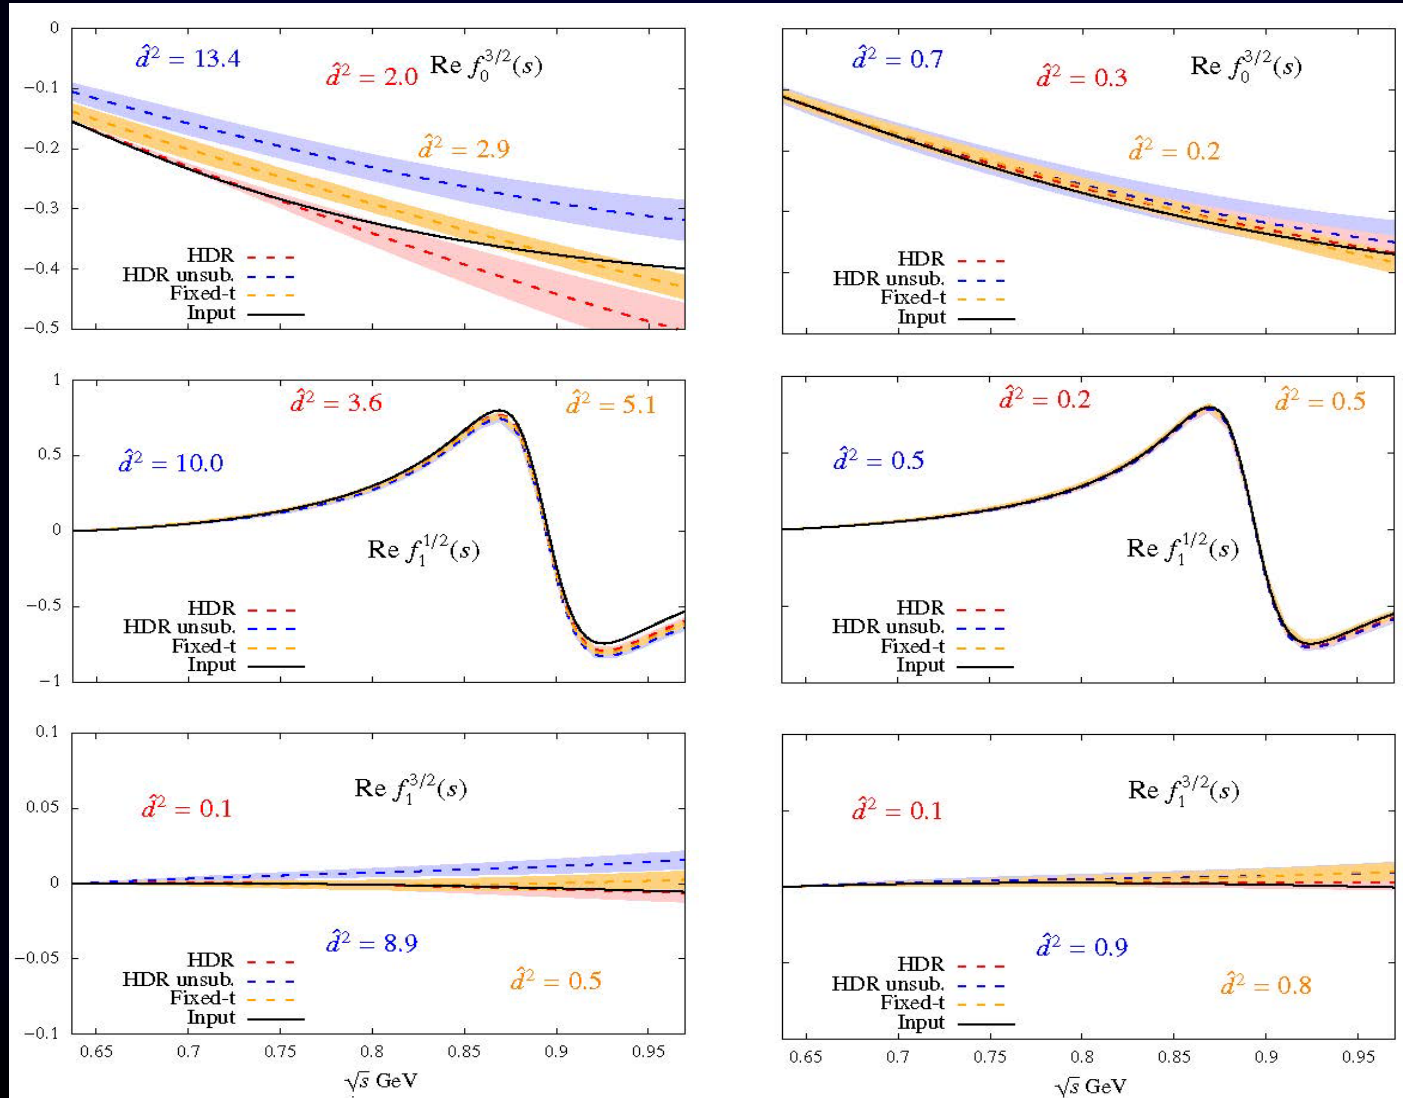 0
−0.1
−0.2
−0.3
−0.4
−0.5
d̂² = 13.4
d̂² = 2.0
Re f₀^{3/2}(s)
d̂² = 2.9
HDR
HDR unsub.
Fixed-t
Input
d̂² = 0.7
d̂² = 0.3
Re f₀^{3/2}(s)
d̂² = 0.2
HDR
HDR unsub.
Fixed-t
Input
1
0.5
0
−0.5
−1
d̂² = 3.6
d̂² = 5.1
d̂² = 10.0
Re f₁^{1/2}(s)
HDR
HDR unsub.
Fixed-t
Input
d̂² = 0.2
d̂² = 0.5
d̂² = 0.5
Re f₁^{1/2}(s)
HDR
HDR unsub.
Fixed-t
Input
0.1
0.05
0
−0.05
−0.1
Re f₁^{3/2}(s)
d̂² = 0.1
d̂² = 8.9
d̂² = 0.5
HDR
HDR unsub.
Fixed-t
Input
0.65 0.7 0.75 0.8 0.85 0.9 0.95
√s GeV
Re f₁^{3/2}(s)
d̂² = 0.1
d̂² = 0.9
d̂² = 0.8
HDR
HDR unsub.
Fixed-t
Input
0.65 0.7 0.75 0.8 0.85 0.9 0.95
√s GeV